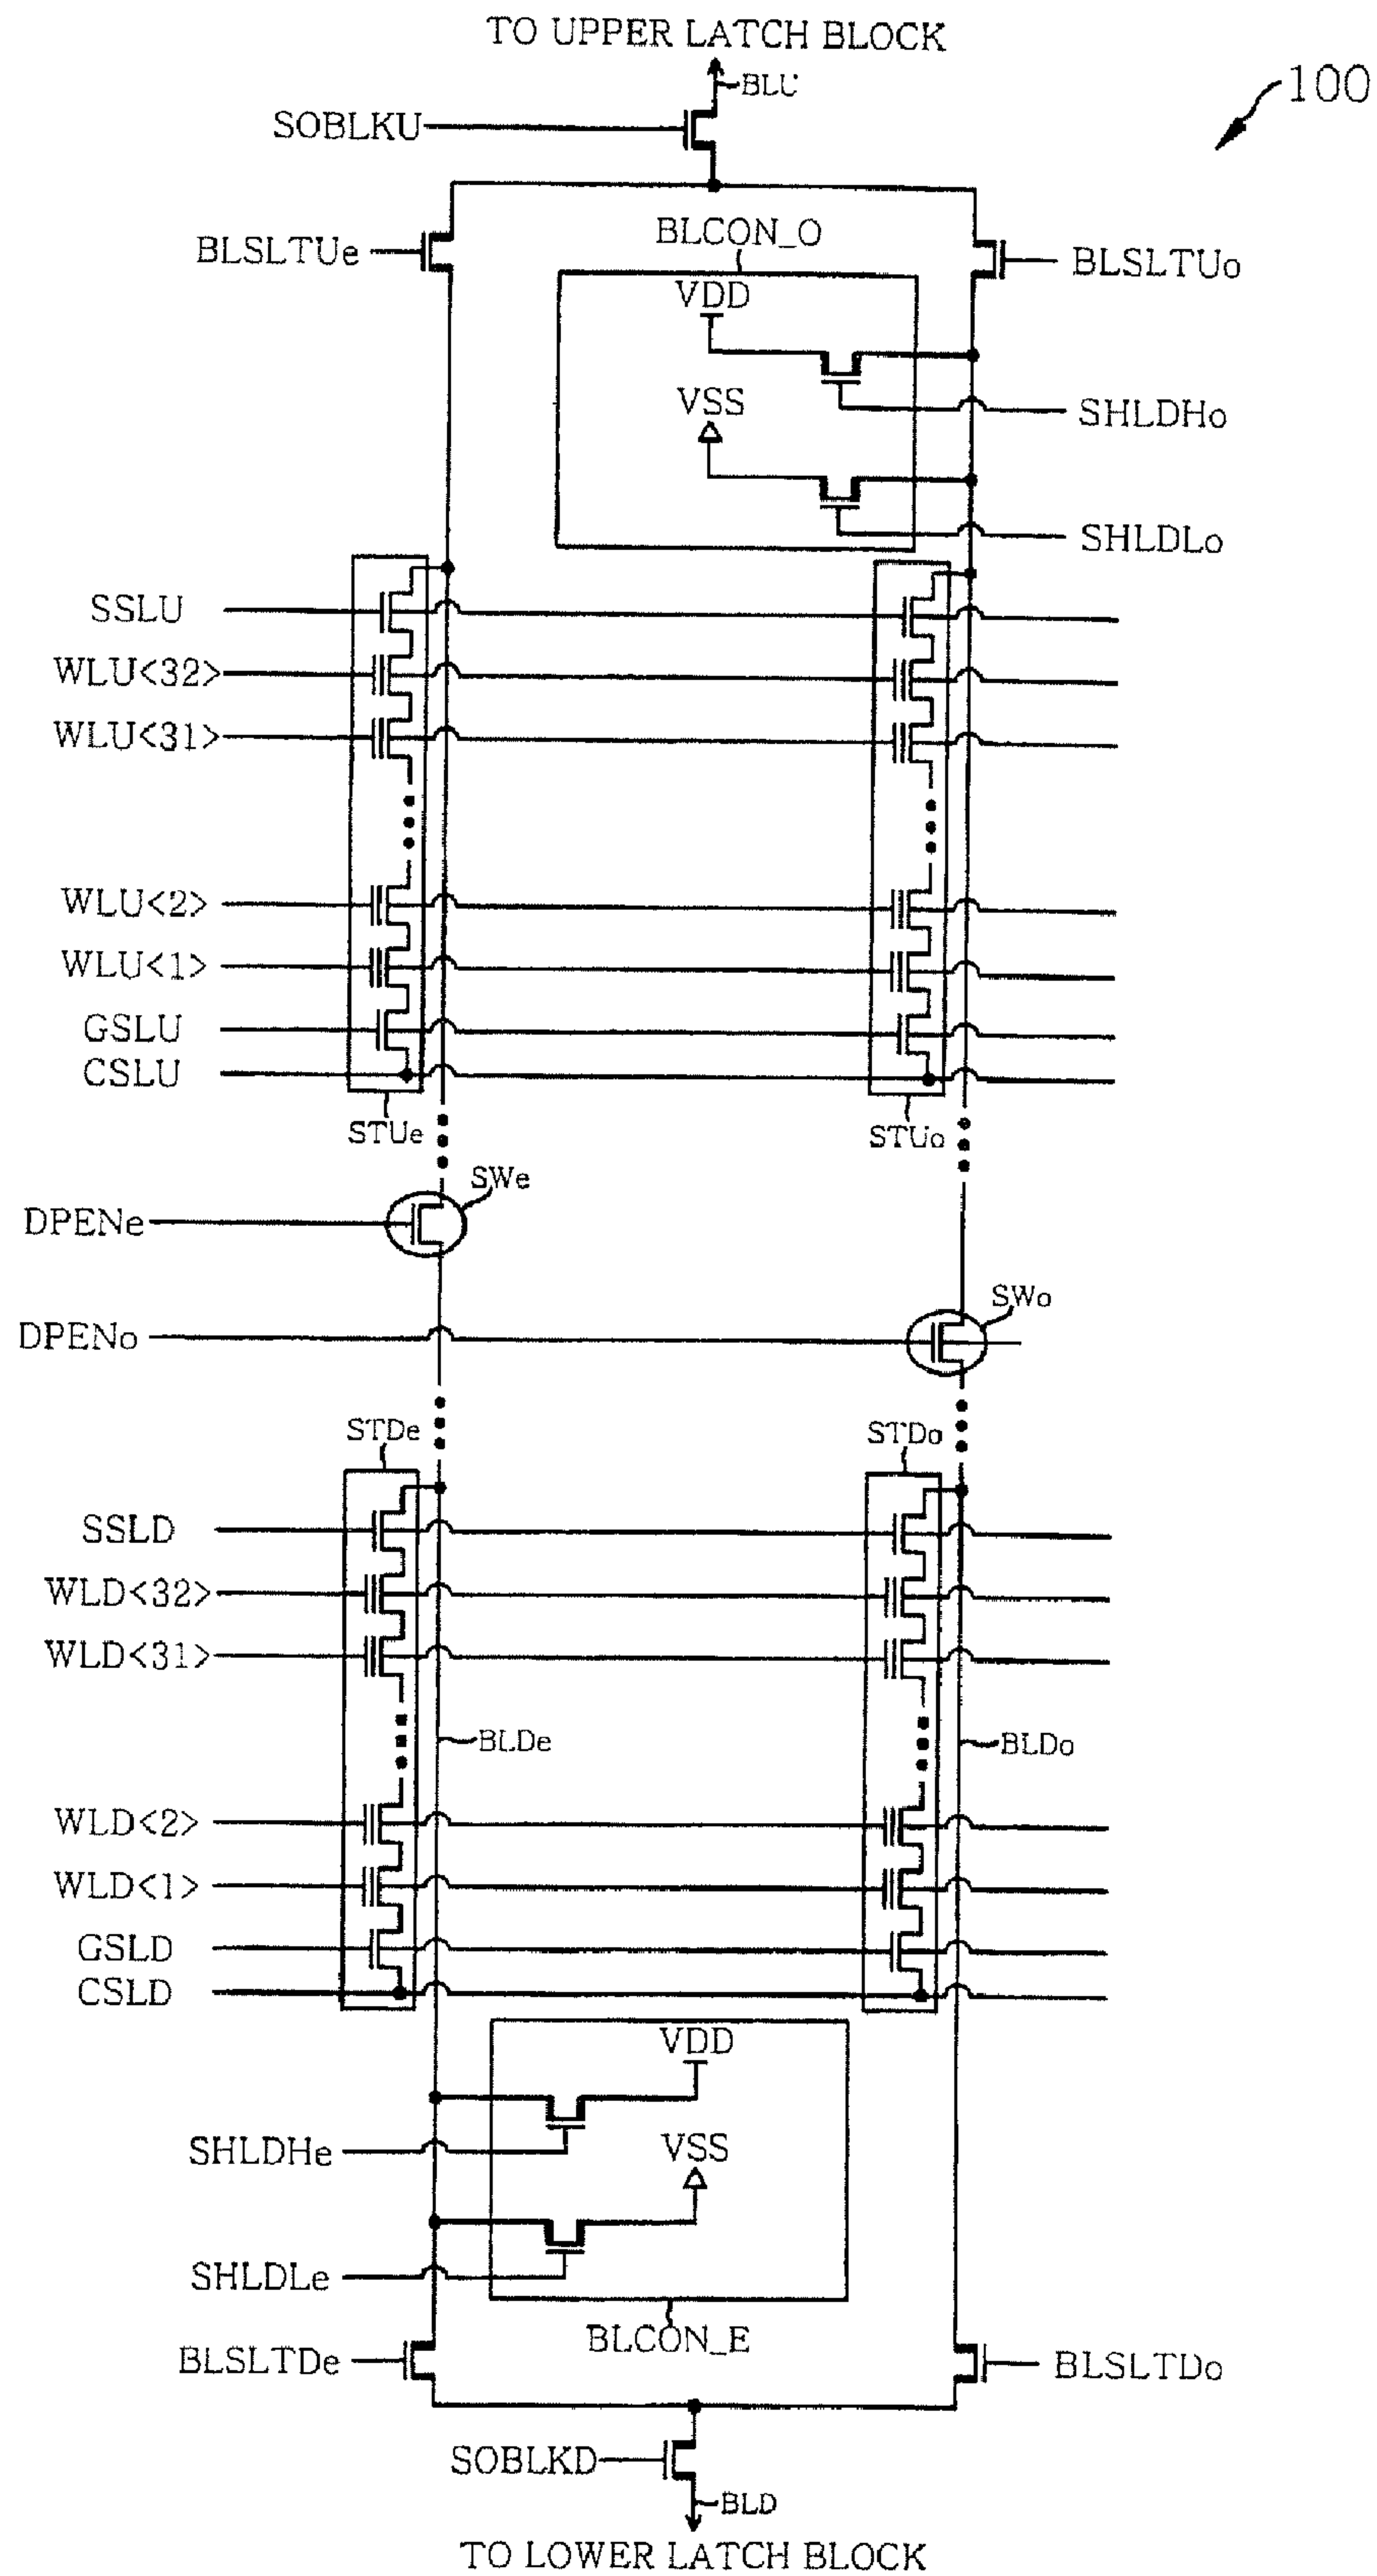 TO UPPER LATCH BLOCK
BLU
100
SOBLKU
BLCON_O
BLSLTUe
BLSLTUo
VDD
SHLDHo
VSS
SHLDLo
SSLU
WLU<32>
WLU<31>
WLU<2>
WLU<1>
GSLU
CSLU
STUe
STUo
SWe
DPENe
SWo
DPENo
STDe
STDo
SSLD
WLD<32>
WLD<31>
BLDe
BLDo
WLD<2>
WLD<1>
GSLD
CSLD
VDD
SHLDHe
VSS
SHLDLe
BLCON_E
BLSLTDe
BLSLTDo
SOBLKD
BLD
TO LOWER LATCH BLOCK